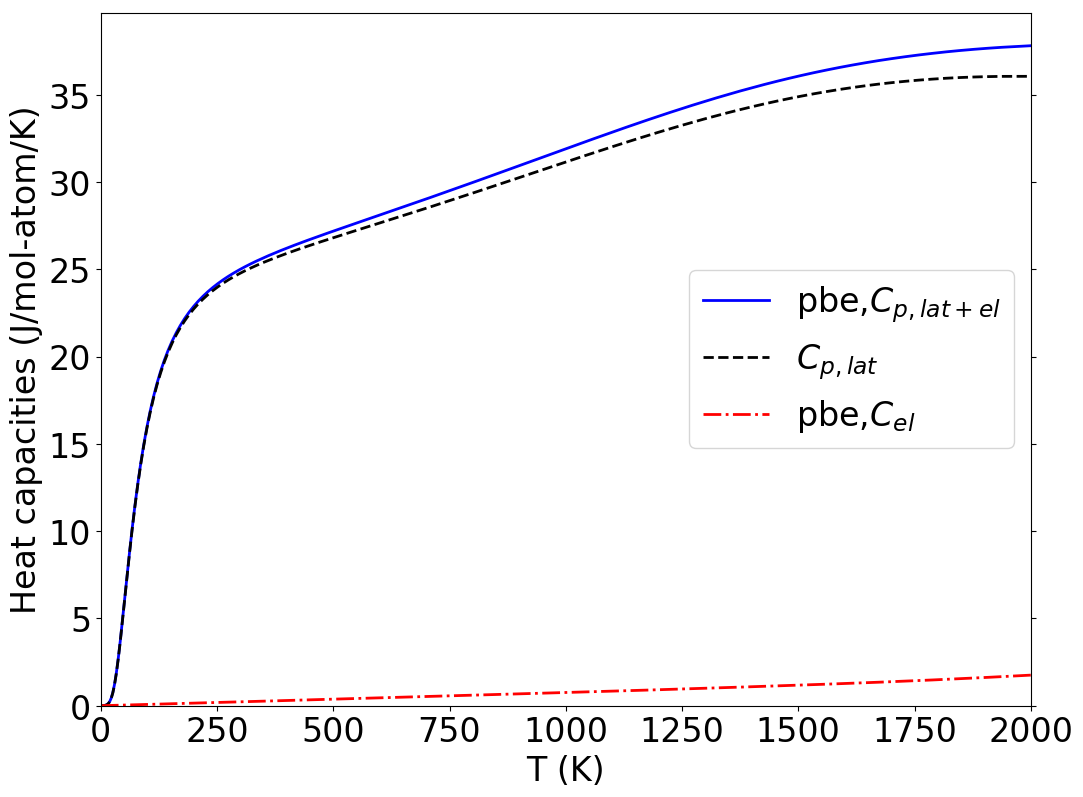 Heat capacities (J/mol-atom/K)
35
30
25
20
15
10
5
0
pbe,C_{p, lat + el}
C_{p, lat}
pbe,C_{el}
0 250 500 750 1000 1250 1500 1750 2000
T (K)